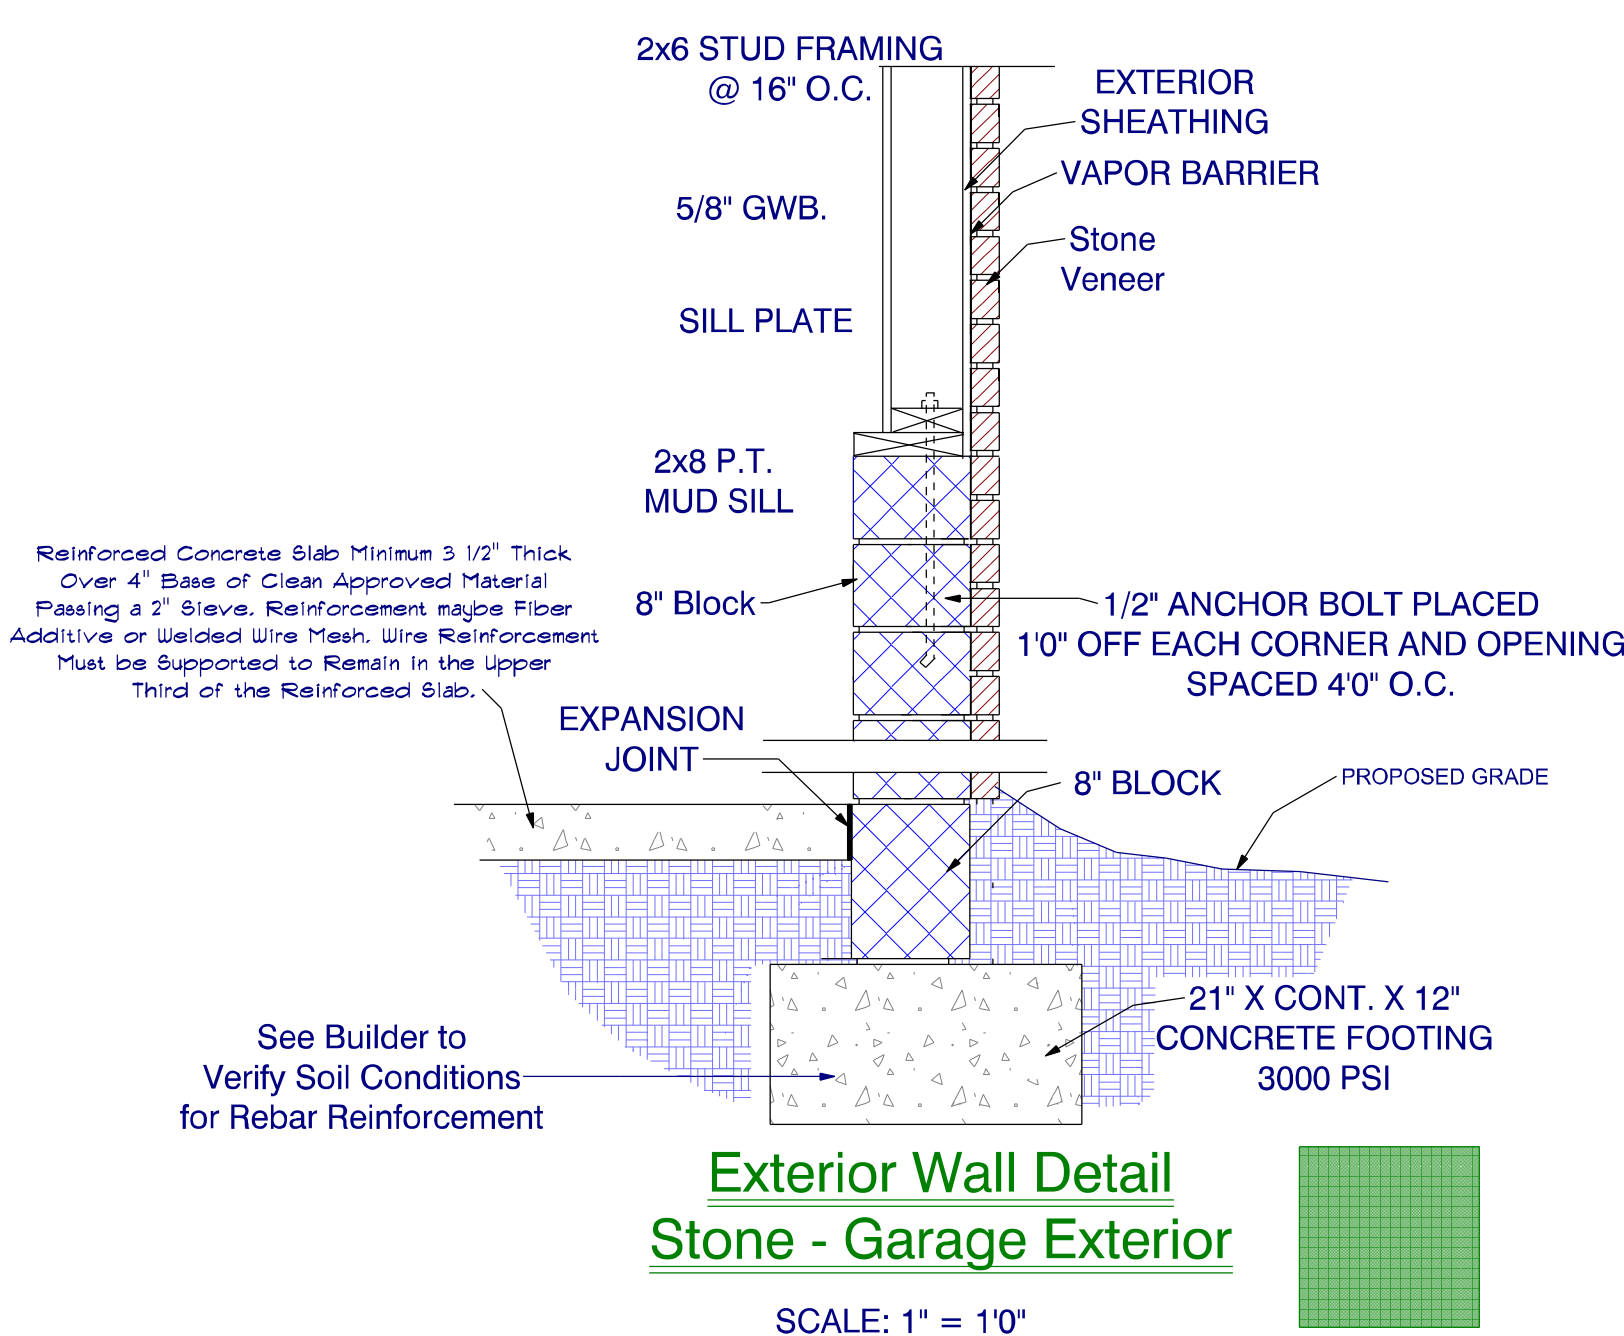 2x6 STUD FRAMING
@ 16" O.C.
EXTERIOR
SHEATHING
VAPOR BARRIER
5/8" GWB.
Stone
Veneer
SILL PLATE
2x8 P.T.
MUD SILL
Reinforced Concrete Slab Minimum 3 1/2" Thick
Over 4" Base of Clean Approved Material
Passing a 2" Sieve. Reinforcement maybe Fiber
Additive or Welded Wire Mesh. Wire Reinforcement
Must be Supported to Remain in the Upper
Third of the Reinforced Slab.
8" Block
1/2" ANCHOR BOLT PLACED
1'0" OFF EACH CORNER AND OPENING
SPACED 4'0" O.C.
EXPANSION
JOINT
8" BLOCK
PROPOSED GRADE
21" X CONT. X 12"
CONCRETE FOOTING
3000 PSI
See Builder to
Verify Soil Conditions
for Rebar Reinforcement
Exterior Wall Detail
Stone - Garage Exterior
SCALE: 1" = 1'0"